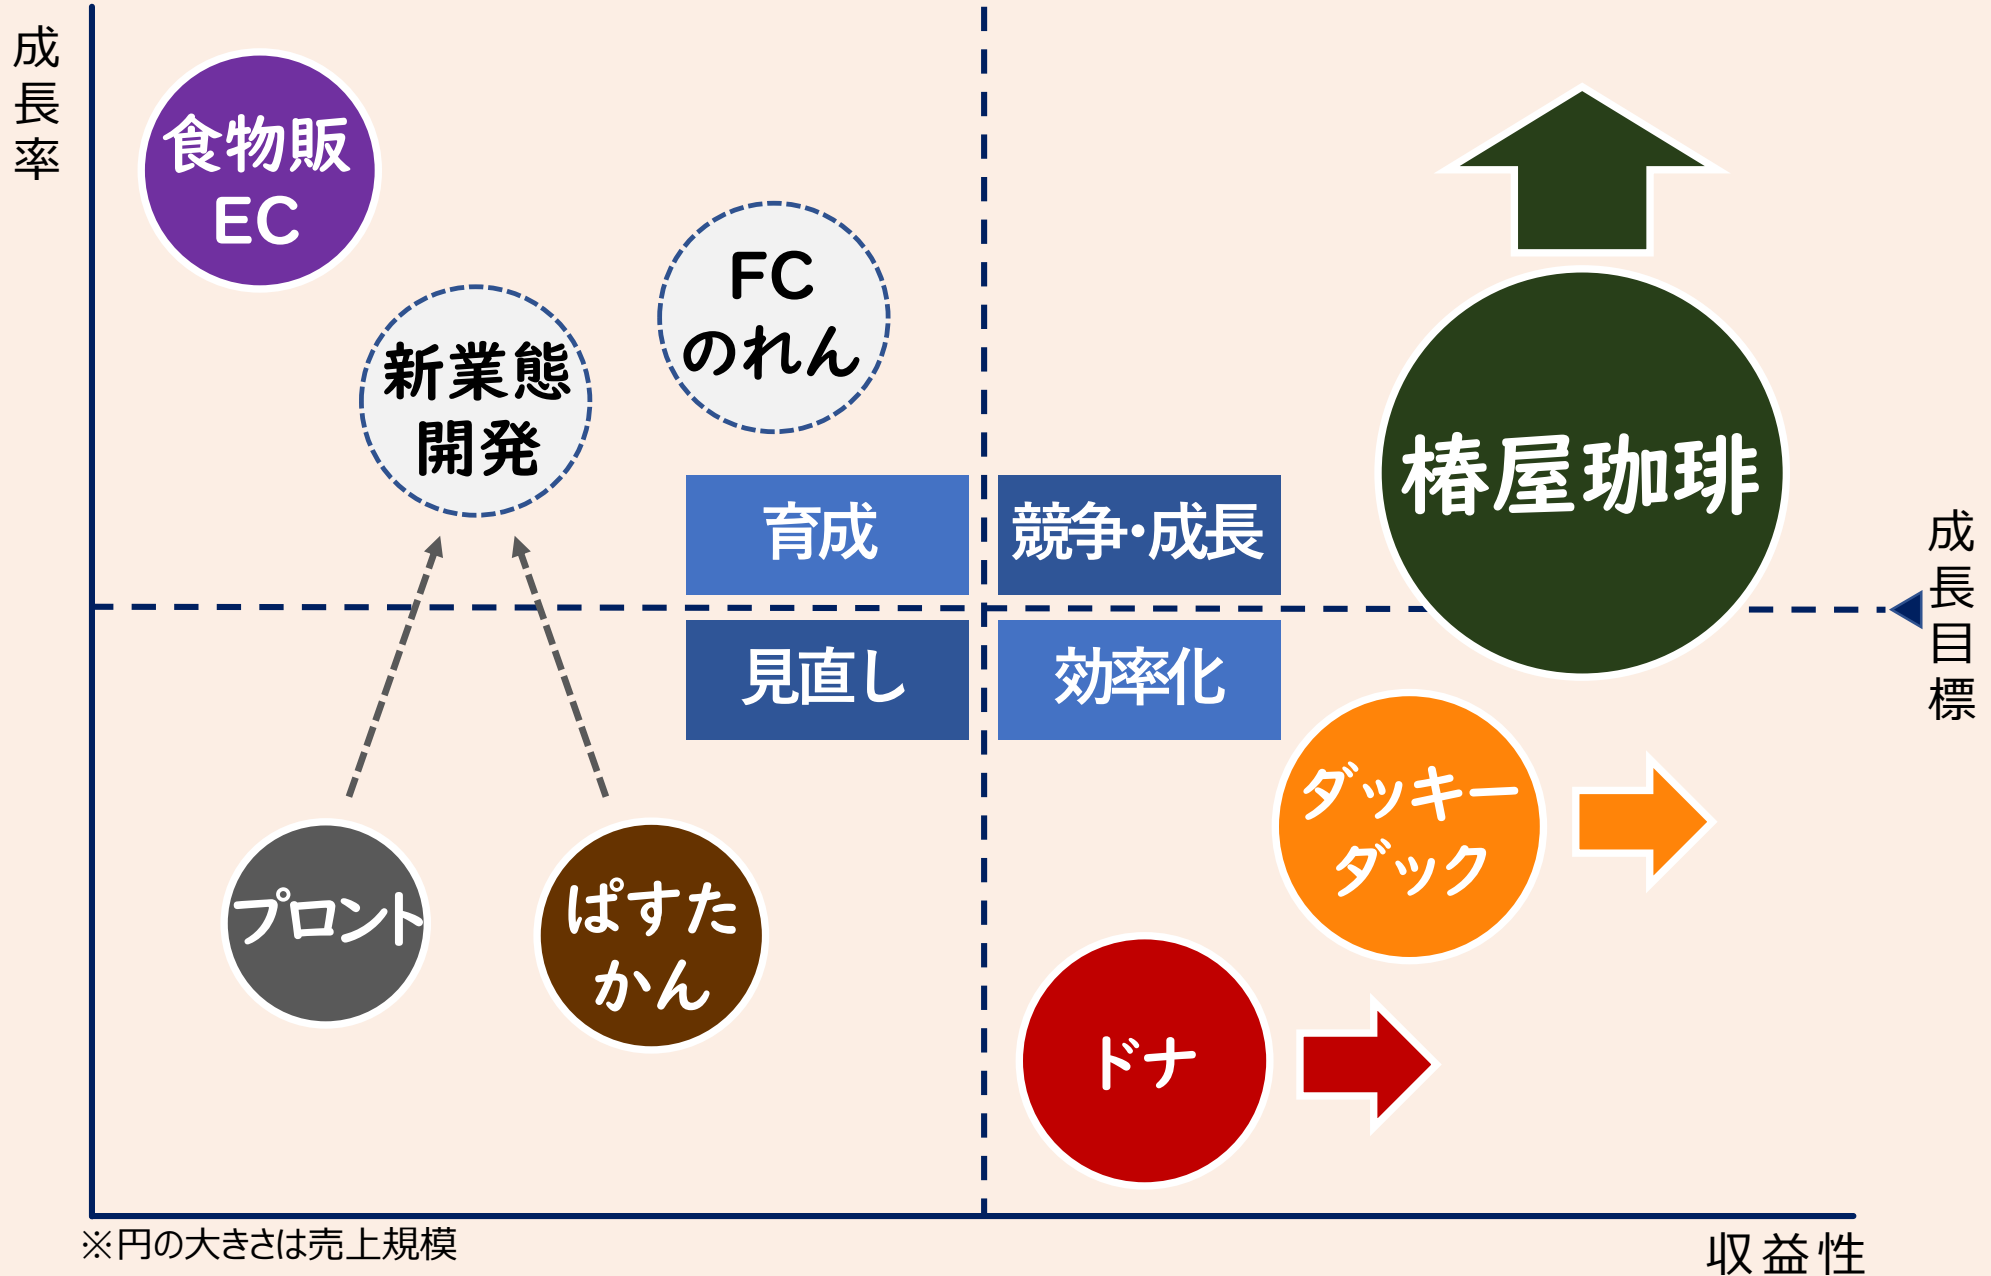 成長率
食物販
EC
FC
のれん
新業態
開発
椿屋珈琲
育成
競争・成長
成長目標
見直し
効率化
ダッキー
ダック
プロント
ぱすた
かん
ドナ
※円の大きさは売上規模
収益性